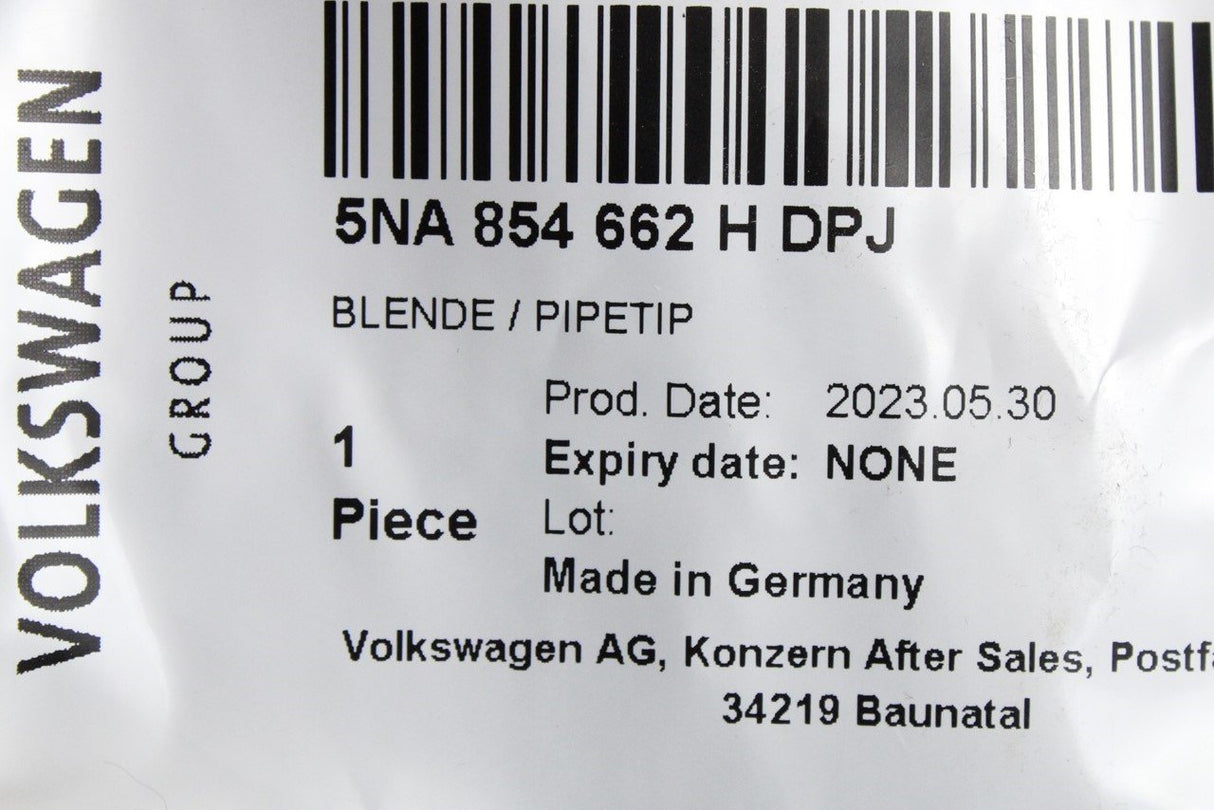 VOLKSWAGEN
GROUP
5NA 854 662 H DPJ
BLENDE / PIPETIP
Prod. Date: 2023.05.30
1
Expiry date: NONE
Piece
Lot:
Made in Germany
Volkswagen AG, Konzern After Sales,
34219 Baunatal